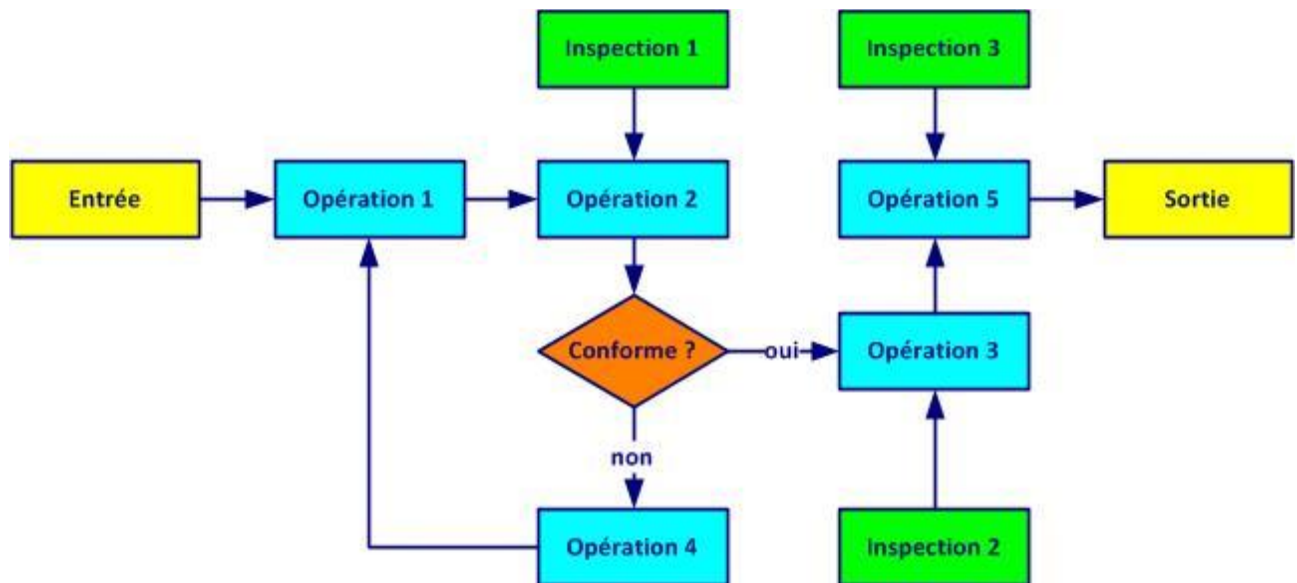 Inspection 1
Inspection 3
Entrée
Opération 1
Opération 2
Opération 5
Sortie
Conforme ?
oui
Opération 3
non
Opération 4
Inspection 2